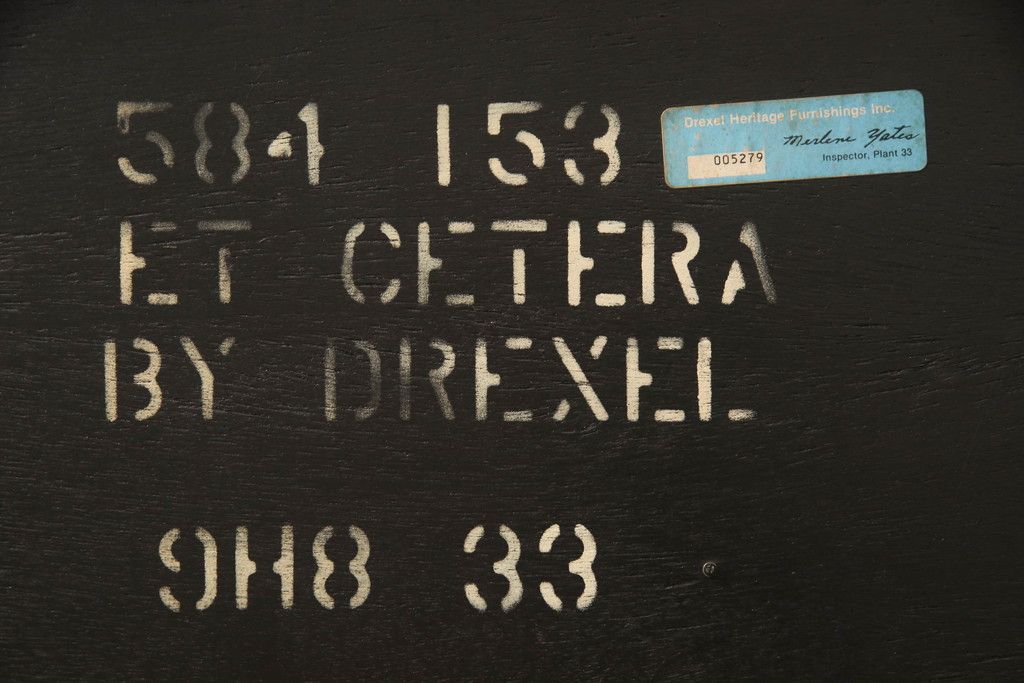 584 153
Drexel Heritage Furnishings Inc.
Merlene Yates
005279
Inspector, Plant 33
ET CETERA
BY DREXEL
9H8 33